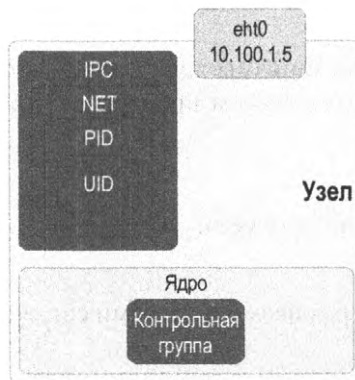 eht0
10.100.1.5
IPC
NET
PID
UID
Узел
Ядро
Контрольная
группа